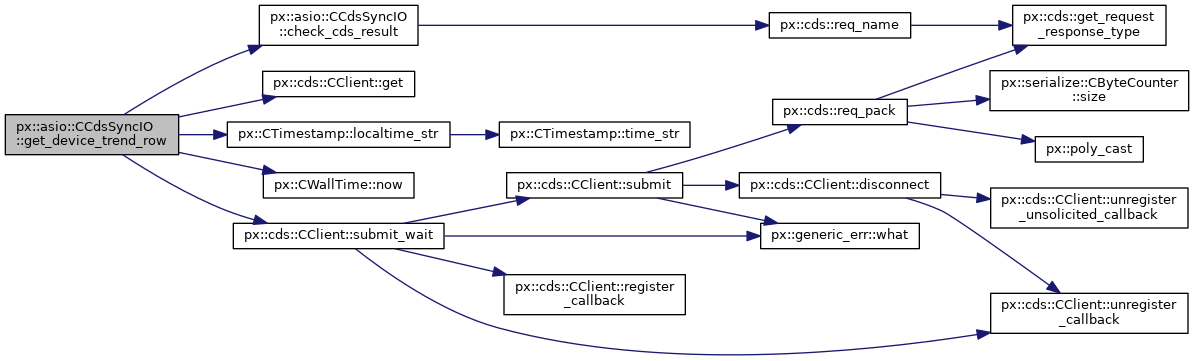 px::asio::CCdsSyncIO
::get_device_trend_row
px::asio::CCdsSyncIO
::check_cds_result
px::cds::CClient::get
px::CTimestamp::localtime_str
px::CWallTime::now
px::cds::CClient::submit_wait
px::CTimestamp::time_str
px::cds::CClient::submit
px::cds::CClient::register
_callback
px::cds::req_name
px::cds::req_pack
px::cds::CClient::disconnect
px::generic_err::what
px::cds::get_request
_response_type
px::serialize::CByteCounter
::size
px::poly_cast
px::cds::CClient::unregister
_unsolicited_callback
px::cds::CClient::unregister
_callback